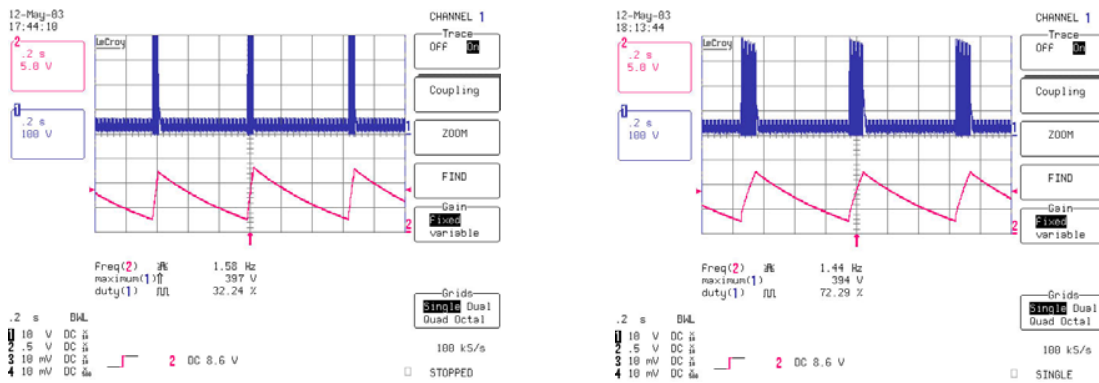 12-May-03
17:44:10
2
.2 s
5.0 V
1
.2 s
100 V
LeCroy
1
2
CHANNEL 1
Trace
OFF On
Coupling
ZOOM
FIND
Gain
Fixed
variable
Freq(2) 1.58 Hz
maximum(1) 397 V
duty(1) 32.24 %
Grids
Single Dual
Quad Octal
.2 s BWL
1 10 V DC
2 .5 V DC
3 10 mV DC
4 10 mV DC
2 DC 8.6 V
100 kS/s
STOPPED
12-May-03
18:13:44
2
.2 s
5.0 V
1
.2 s
100 V
LeCroy
1
2
CHANNEL 1
Trace
OFF On
Coupling
ZOOM
FIND
Gain
Fixed
variable
Freq(2) 1.44 Hz
maximum(1) 394 V
duty(1) 72.29 %
Grids
Single Dual
Quad Octal
.2 s BWL
1 10 V DC
2 .5 V DC
3 10 mV DC
4 10 mV DC
2 DC 8.6 V
100 kS/s
SINGLE